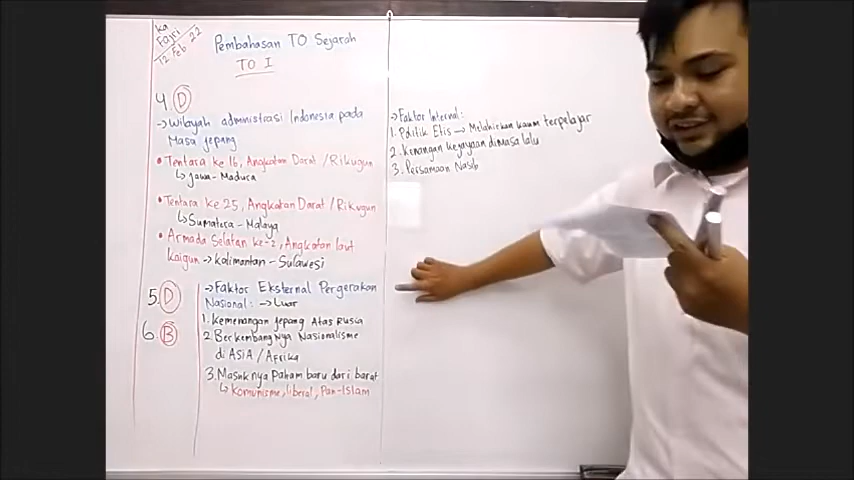 ka
Fajri
12 Feb 22
Pembahasan TO Sejarah
TO I
4. D
→ Wilayah administrasi Indonesia pada
Masa jepang
• Tentara ke 16, Angkatan Darat / Rikugun
↳ Jawa - Madura
• Tentara ke 25, Angkatan Darat / Rikugun
↳ Sumatera - Malaya
• Armada Selatan ke-2, Angkatan laut
kaigun → kalimantan - Sulawesi
5. D
→ Faktor Eksternal Pergerakan
Nasional: → Luar
6. B
1. kemenangan jepang Atas Rusia
2. Berkembangnya Nasionalisme
di ASIA / Afrika
3. Masuknya Paham baru dari barat
↳ Komunisme, liberal, Pan-Islam
→ Faktor Internal:
1. Politik Etis → Melahirkan kaum terpelajar
2. Kenangan kejayaan dimasa lalu
3. Persamaan Nasib